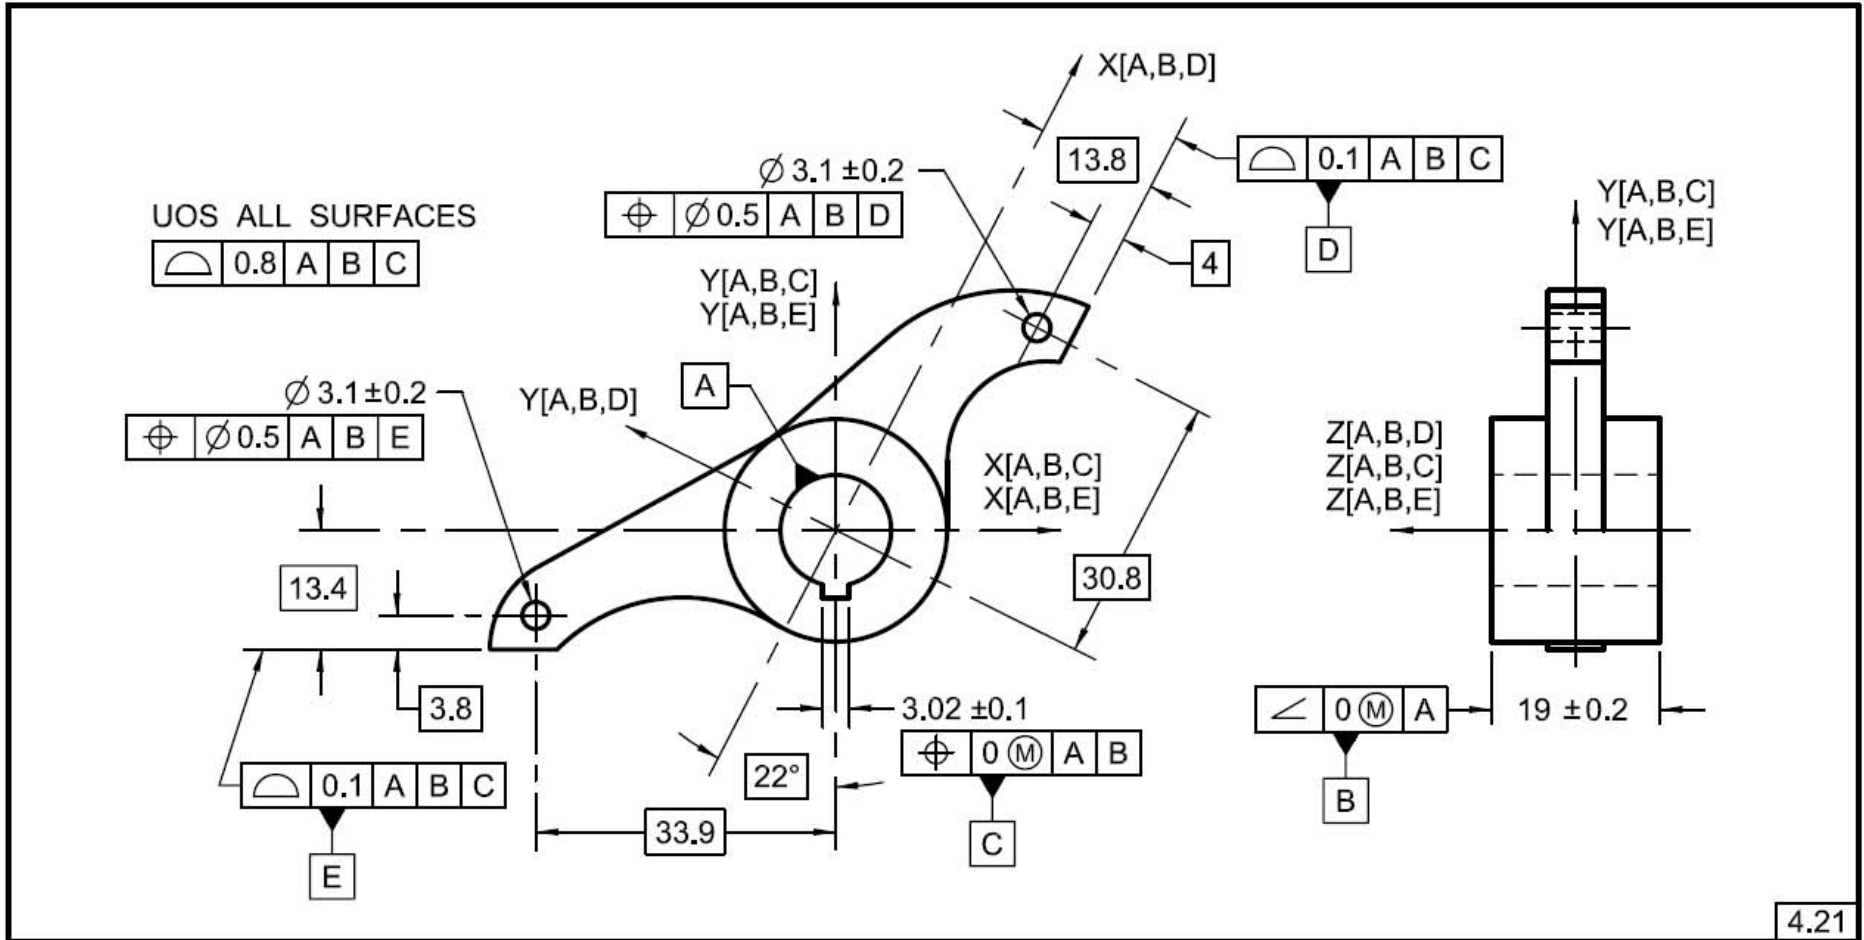 X[A,B,D]
13.8
⌓ 0.1 A B C
D
⌀ 3.1 ±0.2
⌖ ⌀ 0.5 A B D
4
Y[A,B,C]
Y[A,B,E]
UOS ALL SURFACES
⌓ 0.8 A B C
Y[A,B,C]
Y[A,B,E]
A
Y[A,B,D]
⌀ 3.1±0.2
⌖ ⌀ 0.5 A B E
X[A,B,C]
X[A,B,E]
Z[A,B,D]
Z[A,B,C]
Z[A,B,E]
13.4
30.8
3.8
3.02 ±0.1
⌖ 0 Ⓜ A B
C
∠ 0 Ⓜ A
19 ±0.2
B
22°
⌓ 0.1 A B C
E
33.9
4.21